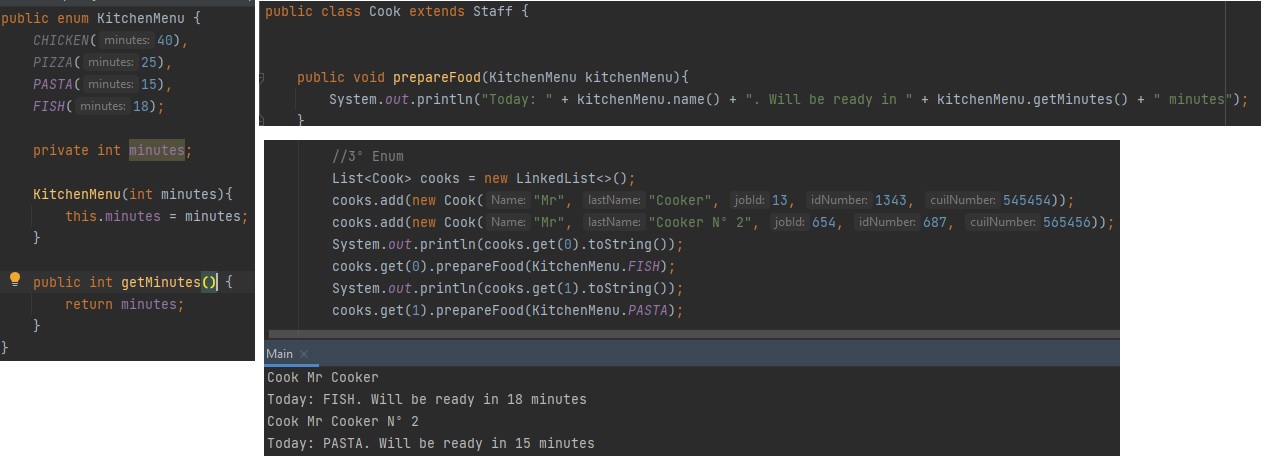 public enum KitchenMenu {
CHICKEN( minutes: 40),
PIZZA( minutes: 25),
PASTA( minutes: 15),
FISH( minutes: 18);
private int minutes;
KitchenMenu(int minutes){
this.minutes = minutes;
}
public int getMinutes() {
return minutes;
}
}
public class Cook extends Staff {
public void prepareFood(KitchenMenu kitchenMenu){
System.out.println("Today: " + kitchenMenu.name() + ". Will be ready in " + kitchenMenu.getMinutes() + " minutes");
}
//3° Enum
List<Cook> cooks = new LinkedList<>();
cooks.add(new Cook( Name: "Mr", lastName: "Cooker", jobId: 13, idNumber: 1343, cuilNumber: 545454));
cooks.add(new Cook( Name: "Mr", lastName: "Cooker N° 2", jobId: 654, idNumber: 687, cuilNumber: 565456));
System.out.println(cooks.get(0).toString());
cooks.get(0).prepareFood(KitchenMenu.FISH);
System.out.println(cooks.get(1).toString());
cooks.get(1).prepareFood(KitchenMenu.PASTA);
Main ×
Cook Mr Cooker
Today: FISH. Will be ready in 18 minutes
Cook Mr Cooker N° 2
Today: PASTA. Will be ready in 15 minutes